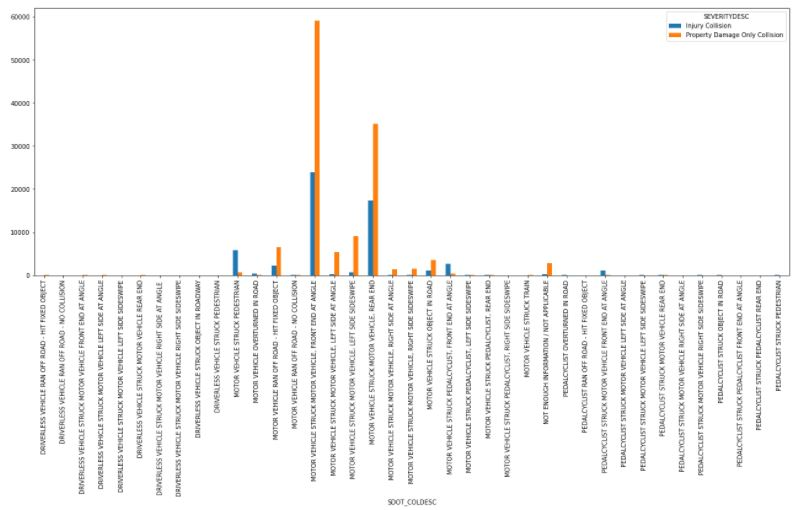 60000
50000
40000
30000
20000
10000
0
SEVERITYDESC
Injury Collision
Property Damage Only Collision
DRIVERLESS VEHICLE RAN OFF ROAD - HIT FIXED OBJECT
DRIVERLESS VEHICLE RAN OFF ROAD - NO COLLISION
DRIVERLESS VEHICLE STRUCK MOTOR VEHICLE FRONT END AT ANGLE
DRIVERLESS VEHICLE STRUCK MOTOR VEHICLE LEFT SIDE AT ANGLE
DRIVERLESS VEHICLE STRUCK MOTOR VEHICLE LEFT SIDE SIDESWIPE
DRIVERLESS VEHICLE STRUCK MOTOR VEHICLE REAR END
DRIVERLESS VEHICLE STRUCK MOTOR VEHICLE RIGHT SIDE AT ANGLE
DRIVERLESS VEHICLE STRUCK MOTOR VEHICLE RIGHT SIDE SIDESWIPE
DRIVERLESS VEHICLE STRUCK OBJECT IN ROADWAY
DRIVERLESS VEHICLE STRUCK PEDESTRIAN
MOTOR VEHICLE STRUCK PEDESTRIAN
MOTOR VEHICLE OVERTURNED IN ROAD
MOTOR VEHICLE RAN OFF ROAD - HIT FIXED OBJECT
MOTOR VEHICLE RAN OFF ROAD - NO COLLISION
MOTOR VEHICLE STRUCK MOTOR VEHICLE, FRONT END AT ANGLE
MOTOR VEHICLE STRUCK MOTOR VEHICLE, LEFT SIDE AT ANGLE
MOTOR VEHICLE STRUCK MOTOR VEHICLE, LEFT SIDE SIDESWIPE
MOTOR VEHICLE STRUCK MOTOR VEHICLE, REAR END
MOTOR VEHICLE STRUCK MOTOR VEHICLE, RIGHT SIDE AT ANGLE
MOTOR VEHICLE STRUCK MOTOR VEHICLE, RIGHT SIDE SIDESWIPE
MOTOR VEHICLE STRUCK OBJECT IN ROAD
MOTOR VEHICLE STRUCK PEDALCYCLIST, FRONT END AT ANGLE
MOTOR VEHICLE STRUCK PEDALCYCLIST, LEFT SIDE SIDESWIPE
MOTOR VEHICLE STRUCK PEDALCYCLIST, REAR END
MOTOR VEHICLE STRUCK PEDALCYCLIST, RIGHT SIDE SIDESWIPE
MOTOR VEHICLE STRUCK TRAIN
NOT ENOUGH INFORMATION / NOT APPLICABLE
PEDALCYCLIST OVERTURNED IN ROAD
PEDALCYCLIST RAN OFF ROAD - HIT FIXED OBJECT
PEDALCYCLIST STRUCK MOTOR VEHICLE FRONT END AT ANGLE
PEDALCYCLIST STRUCK MOTOR VEHICLE LEFT SIDE AT ANGLE
PEDALCYCLIST STRUCK MOTOR VEHICLE LEFT SIDE SIDESWIPE
PEDALCYCLIST STRUCK MOTOR VEHICLE REAR END
PEDALCYCLIST STRUCK MOTOR VEHICLE RIGHT SIDE AT ANGLE
PEDALCYCLIST STRUCK MOTOR VEHICLE RIGHT SIDE SIDESWIPE
PEDALCYCLIST STRUCK OBJECT IN ROAD
PEDALCYCLIST STRUCK PEDALCYCLIST FRONT END AT ANGLE
PEDALCYCLIST STRUCK PEDALCYCLIST REAR END
PEDALCYCLIST STRUCK PEDESTRIAN
SDOT_COLDESC